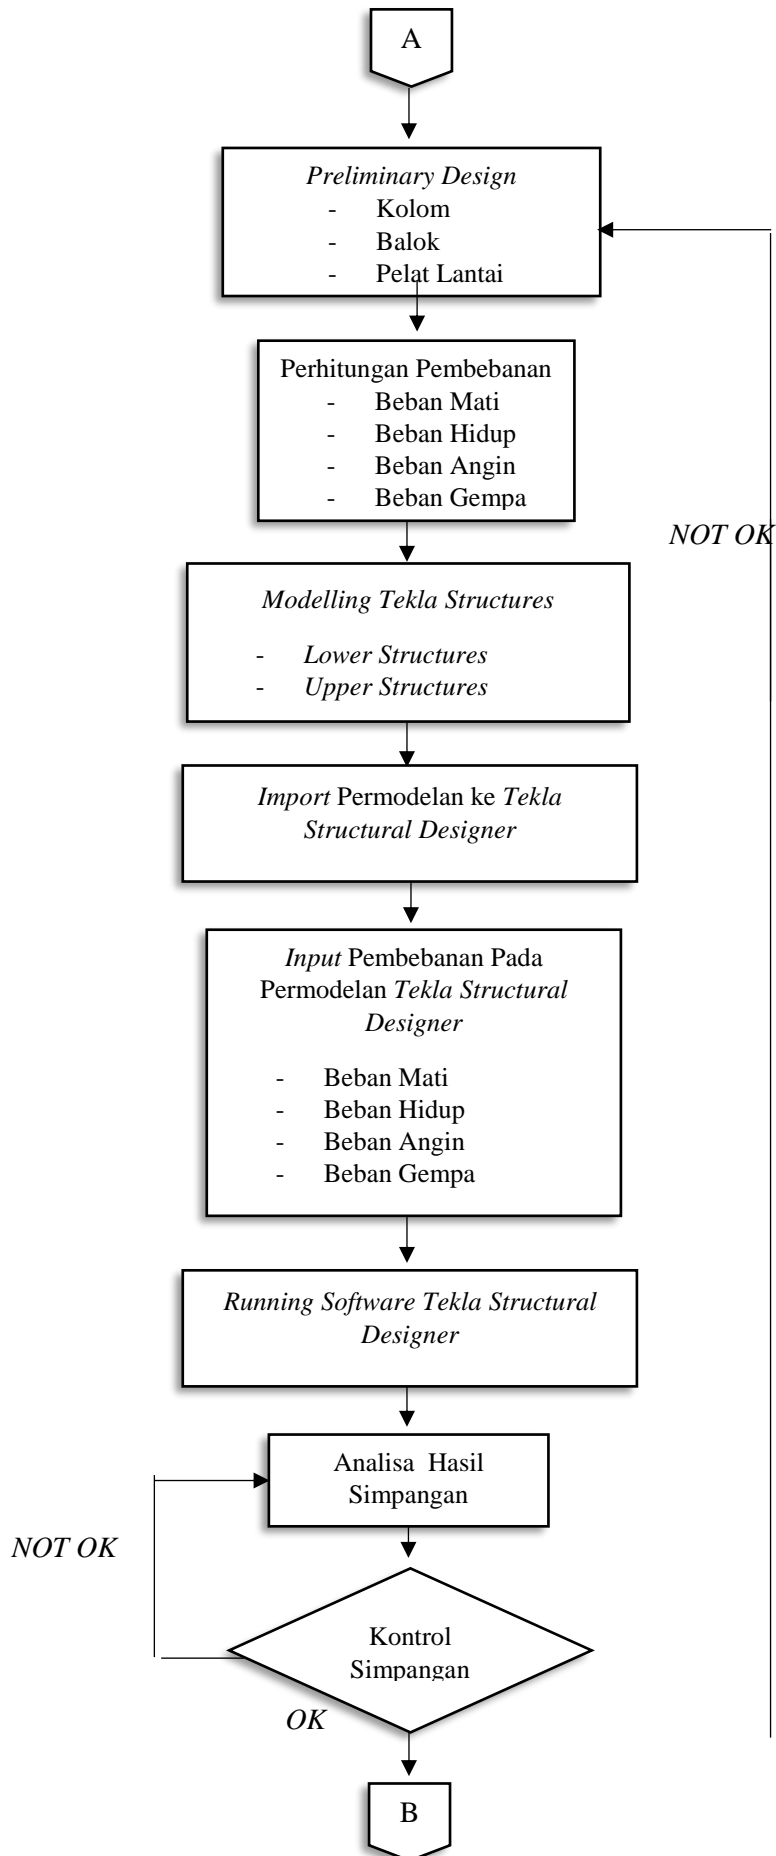 A
Preliminary Design
- Kolom
- Balok
- Pelat Lantai
Perhitungan Pembebanan
- Beban Mati
- Beban Hidup
- Beban Angin
- Beban Gempa
NOT OK
Modelling Tekla Structures
- Lower Structures
- Upper Structures
Import Permodelan ke Tekla
Structural Designer
Input Pembebanan Pada
Permodelan Tekla Structural
Designer
- Beban Mati
- Beban Hidup
- Beban Angin
- Beban Gempa
Running Software Tekla Structural
Designer
Analisa Hasil
Simpangan
NOT OK
Kontrol
Simpangan
OK
B